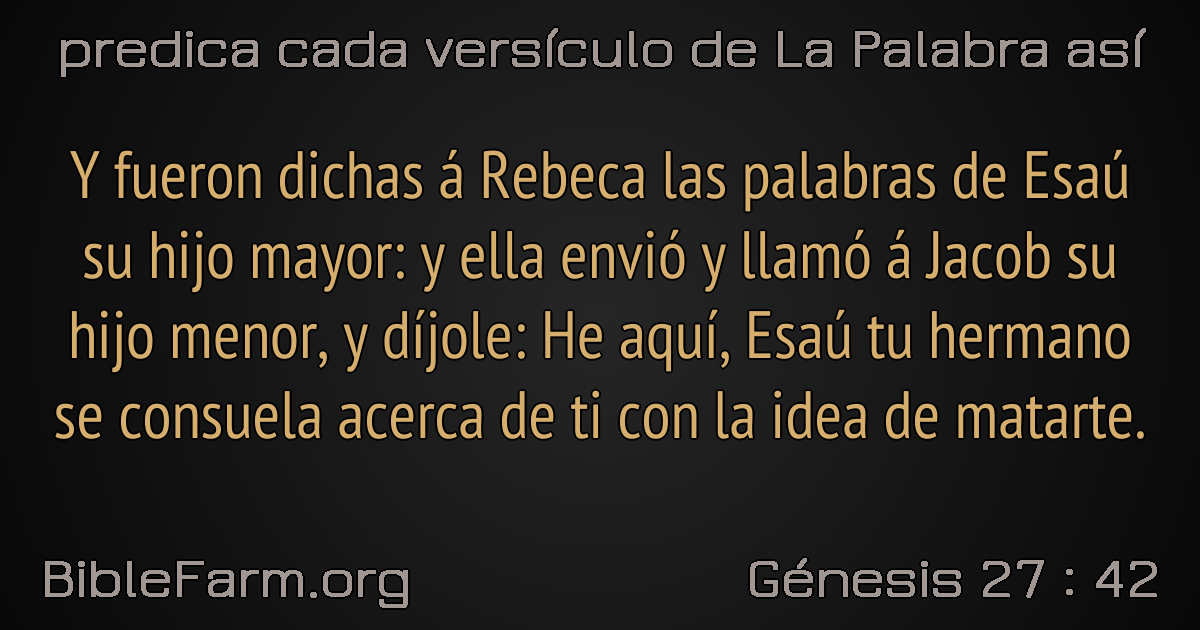 predica cada versículo de La Palabra así
Y fueron dichas á Rebeca las palabras de Esaú
su hijo mayor: y ella envió y llamó á Jacob su
hijo menor, y díjole: He aquí, Esaú tu hermano
se consuela acerca de ti con la idea de matarte.
BibleFarm.org
Génesis 27 : 42